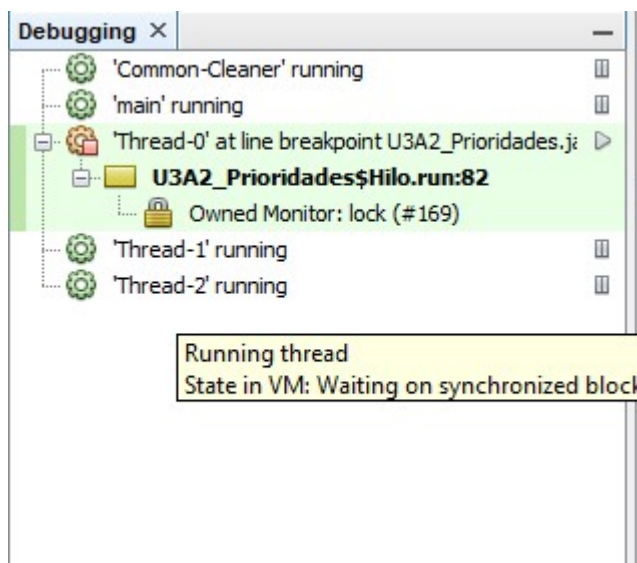 Debugging ×
'Common-Cleaner' running
'main' running
'Thread-0' at line breakpoint U3A2_Prioridades.ja
U3A2_Prioridades$Hilo.run:82
Owned Monitor: lock (#169)
'Thread-1' running
'Thread-2' running
Running thread
State in VM: Waiting on synchronized block